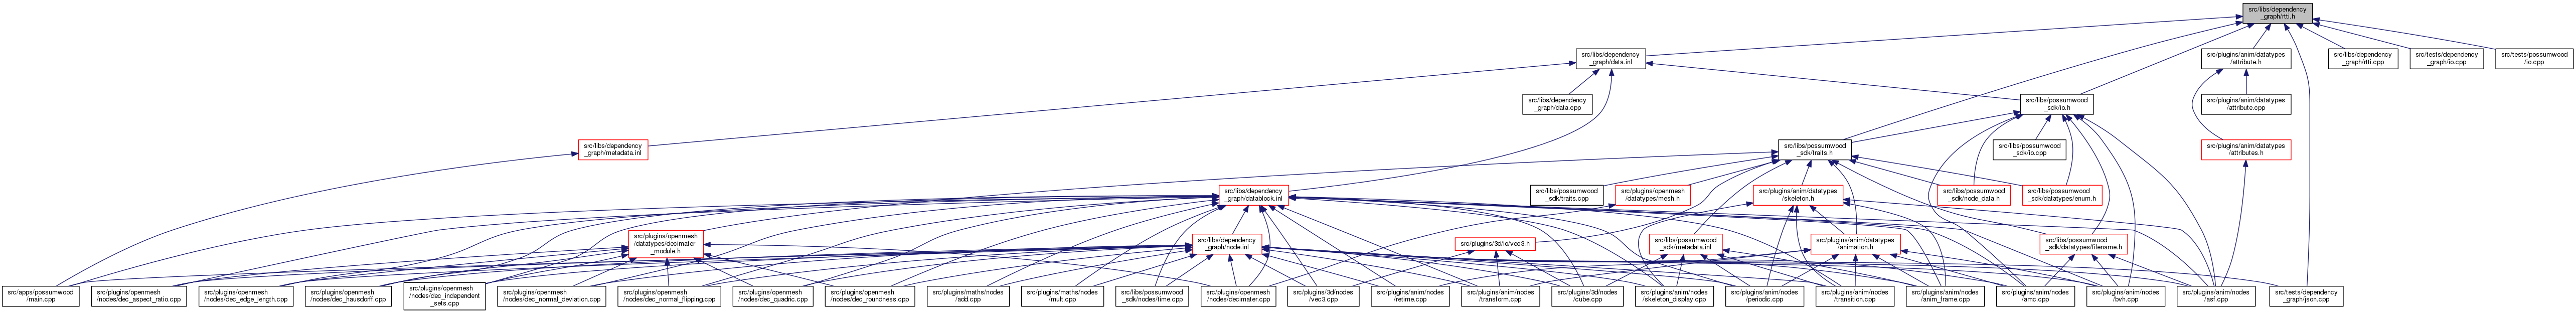 src/libs/dependency
_graph/rtti.h
src/libs/dependency
_graph/data.inl
src/plugins/anim/datatypes
/attribute.h
src/libs/dependency
_graph/rtti.cpp
src/tests/dependency
_graph/io.cpp
src/tests/possumwood
/io.cpp
src/libs/dependency
_graph/data.cpp
src/libs/possumwood
_sdk/io.h
src/plugins/anim/datatypes
/attribute.cpp
src/libs/dependency
_graph/metadata.inl
src/libs/possumwood
_sdk/traits.h
src/libs/possumwood
_sdk/io.cpp
src/plugins/anim/datatypes
/attributes.h
src/libs/dependency
_graph/datablock.inl
src/libs/possumwood
_sdk/traits.cpp
src/plugins/openmesh
/datatypes/mesh.h
src/plugins/anim/datatypes
/skeleton.h
src/libs/possumwood
_sdk/node_data.h
src/libs/possumwood
_sdk/datatypes/enum.h
src/plugins/openmesh
/datatypes/decimater
_module.h
src/libs/dependency
_graph/node.inl
src/plugins/3d/io/vec3.h
src/libs/possumwood
_sdk/metadata.inl
src/plugins/anim/datatypes
/animation.h
src/libs/possumwood
_sdk/datatypes/filename.h
src/apps/possumwood
/main.cpp
src/plugins/openmesh
/nodes/dec_aspect_ratio.cpp
src/plugins/openmesh
/nodes/dec_edge_length.cpp
src/plugins/openmesh
/nodes/dec_hausdorff.cpp
src/plugins/openmesh
/nodes/dec_independent
_sets.cpp
src/plugins/openmesh
/nodes/dec_normal_deviation.cpp
src/plugins/openmesh
/nodes/dec_normal_flipping.cpp
src/plugins/openmesh
/nodes/dec_quadric.cpp
src/plugins/openmesh
/nodes/dec_roundness.cpp
src/plugins/maths/nodes
/add.cpp
src/plugins/maths/nodes
/mult.cpp
src/libs/possumwood
_sdk/nodes/time.cpp
src/plugins/openmesh
/nodes/decimater.cpp
src/plugins/3d/nodes
/vec3.cpp
src/plugins/anim/nodes
/retime.cpp
src/plugins/anim/nodes
/transform.cpp
src/plugins/3d/nodes
/cube.cpp
src/plugins/anim/nodes
/skeleton_display.cpp
src/plugins/anim/nodes
/periodic.cpp
src/plugins/anim/nodes
/transition.cpp
src/plugins/anim/nodes
/anim_frame.cpp
src/plugins/anim/nodes
/amc.cpp
src/plugins/anim/nodes
/bvh.cpp
src/plugins/anim/nodes
/asf.cpp
src/tests/dependency
_graph/json.cpp